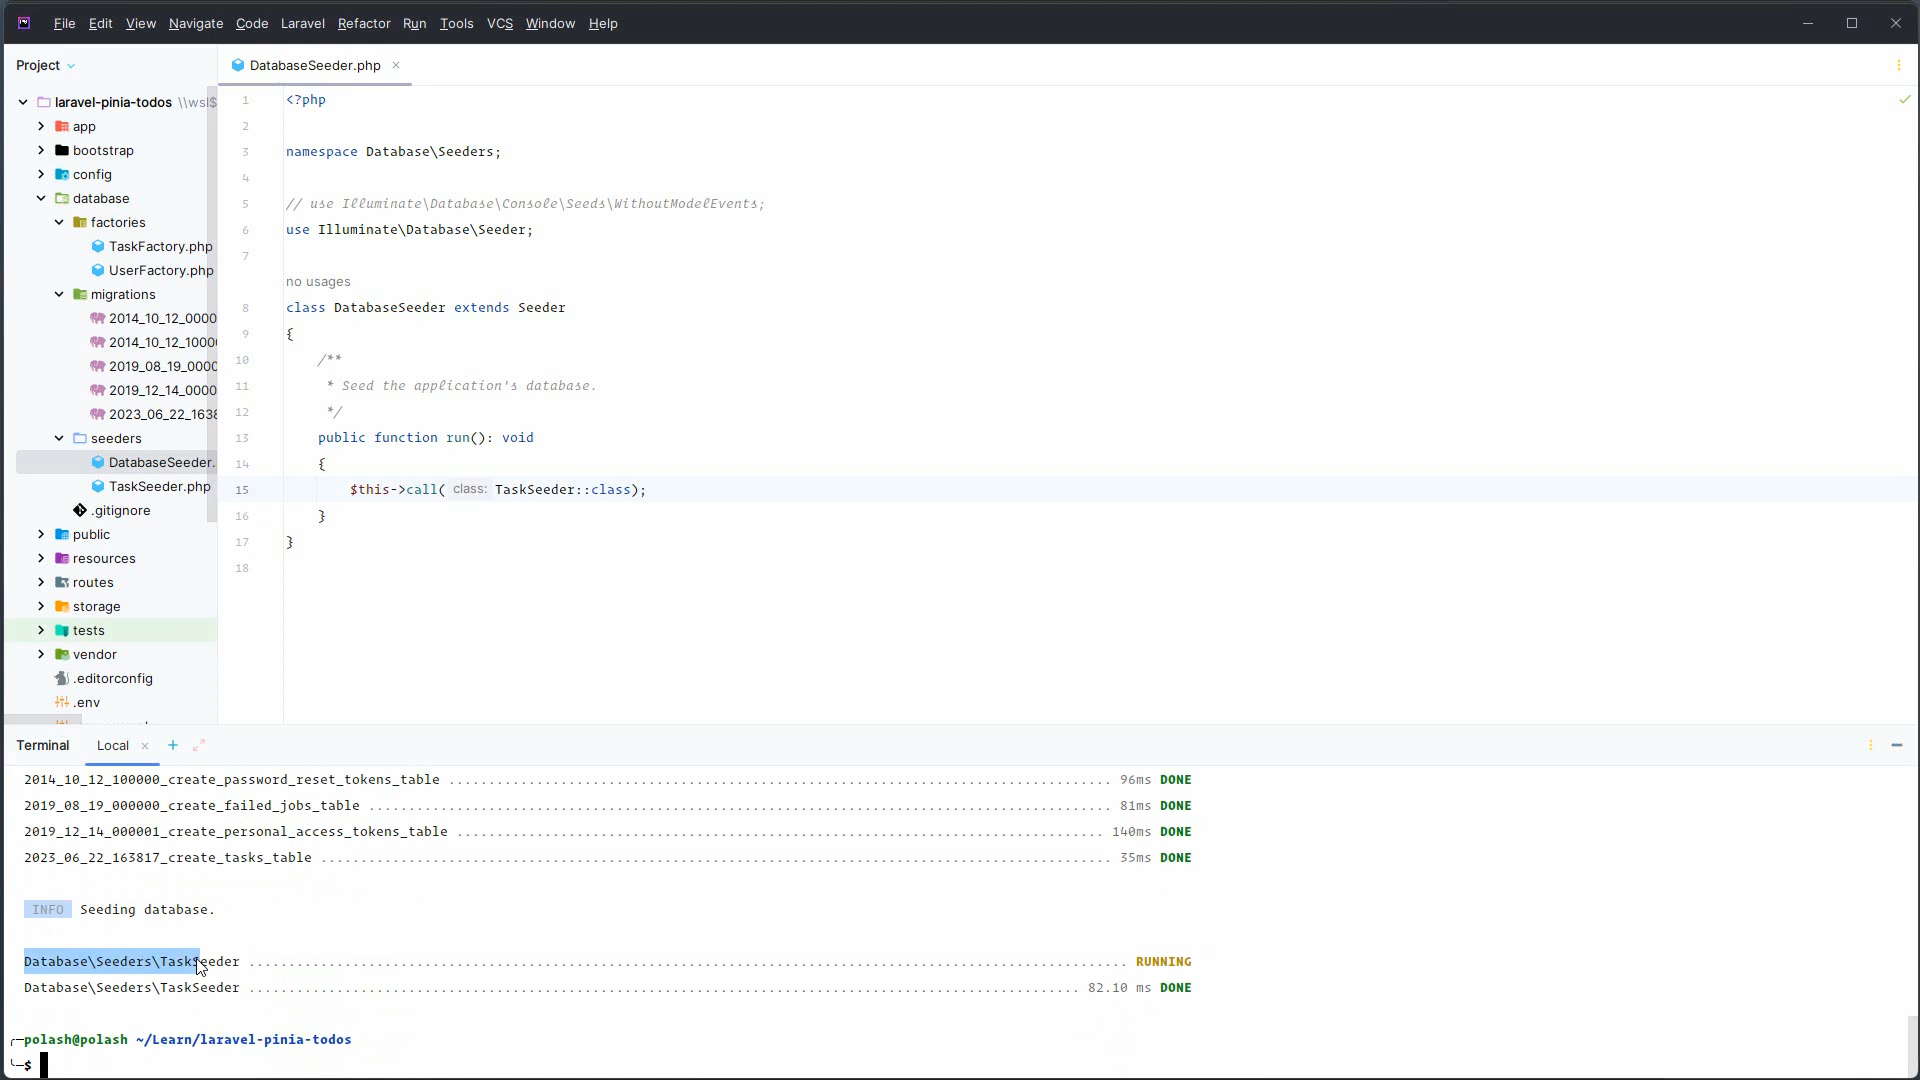 File Edit View Navigate Code Laravel Refactor Run Tools VCS Window Help
Project
DatabaseSeeder.php
laravel-pinia-todos \\wsl$
app
bootstrap
config
database
factories
TaskFactory.php
UserFactory.php
migrations
2014_10_12_0000
2014_10_12_1000
2019_08_19_0000
2019_12_14_0000
2023_06_22_1638
seeders
DatabaseSeeder.
TaskSeeder.php
.gitignore
public
resources
routes
storage
tests
vendor
.editorconfig
.env
1 <?php
2
3 namespace Database\Seeders;
4
5 // use Illuminate\Database\Console\Seeds\WithoutModelEvents;
6 use Illuminate\Database\Seeder;
7
no usages
8 class DatabaseSeeder extends Seeder
9 {
10 /**
11 * Seed the application's database.
12 */
13 public function run(): void
14 {
15 $this->call( class: TaskSeeder::class);
16 }
17 }
18
Terminal Local
2014_10_12_100000_create_password_reset_tokens_table ................................................................................... 96ms DONE
2019_08_19_000000_create_failed_jobs_table ............................................................................................. 81ms DONE
2019_12_14_000001_create_personal_access_tokens_table ................................................................................. 140ms DONE
2023_06_22_163817_create_tasks_table ................................................................................................... 35ms DONE
INFO Seeding database.
Database\Seeders\TaskSeeder .............................................................................................................. RUNNING
Database\Seeders\TaskSeeder ........................................................................................................ 82.10 ms DONE
polash@polash ~/Learn/laravel-pinia-todos
$